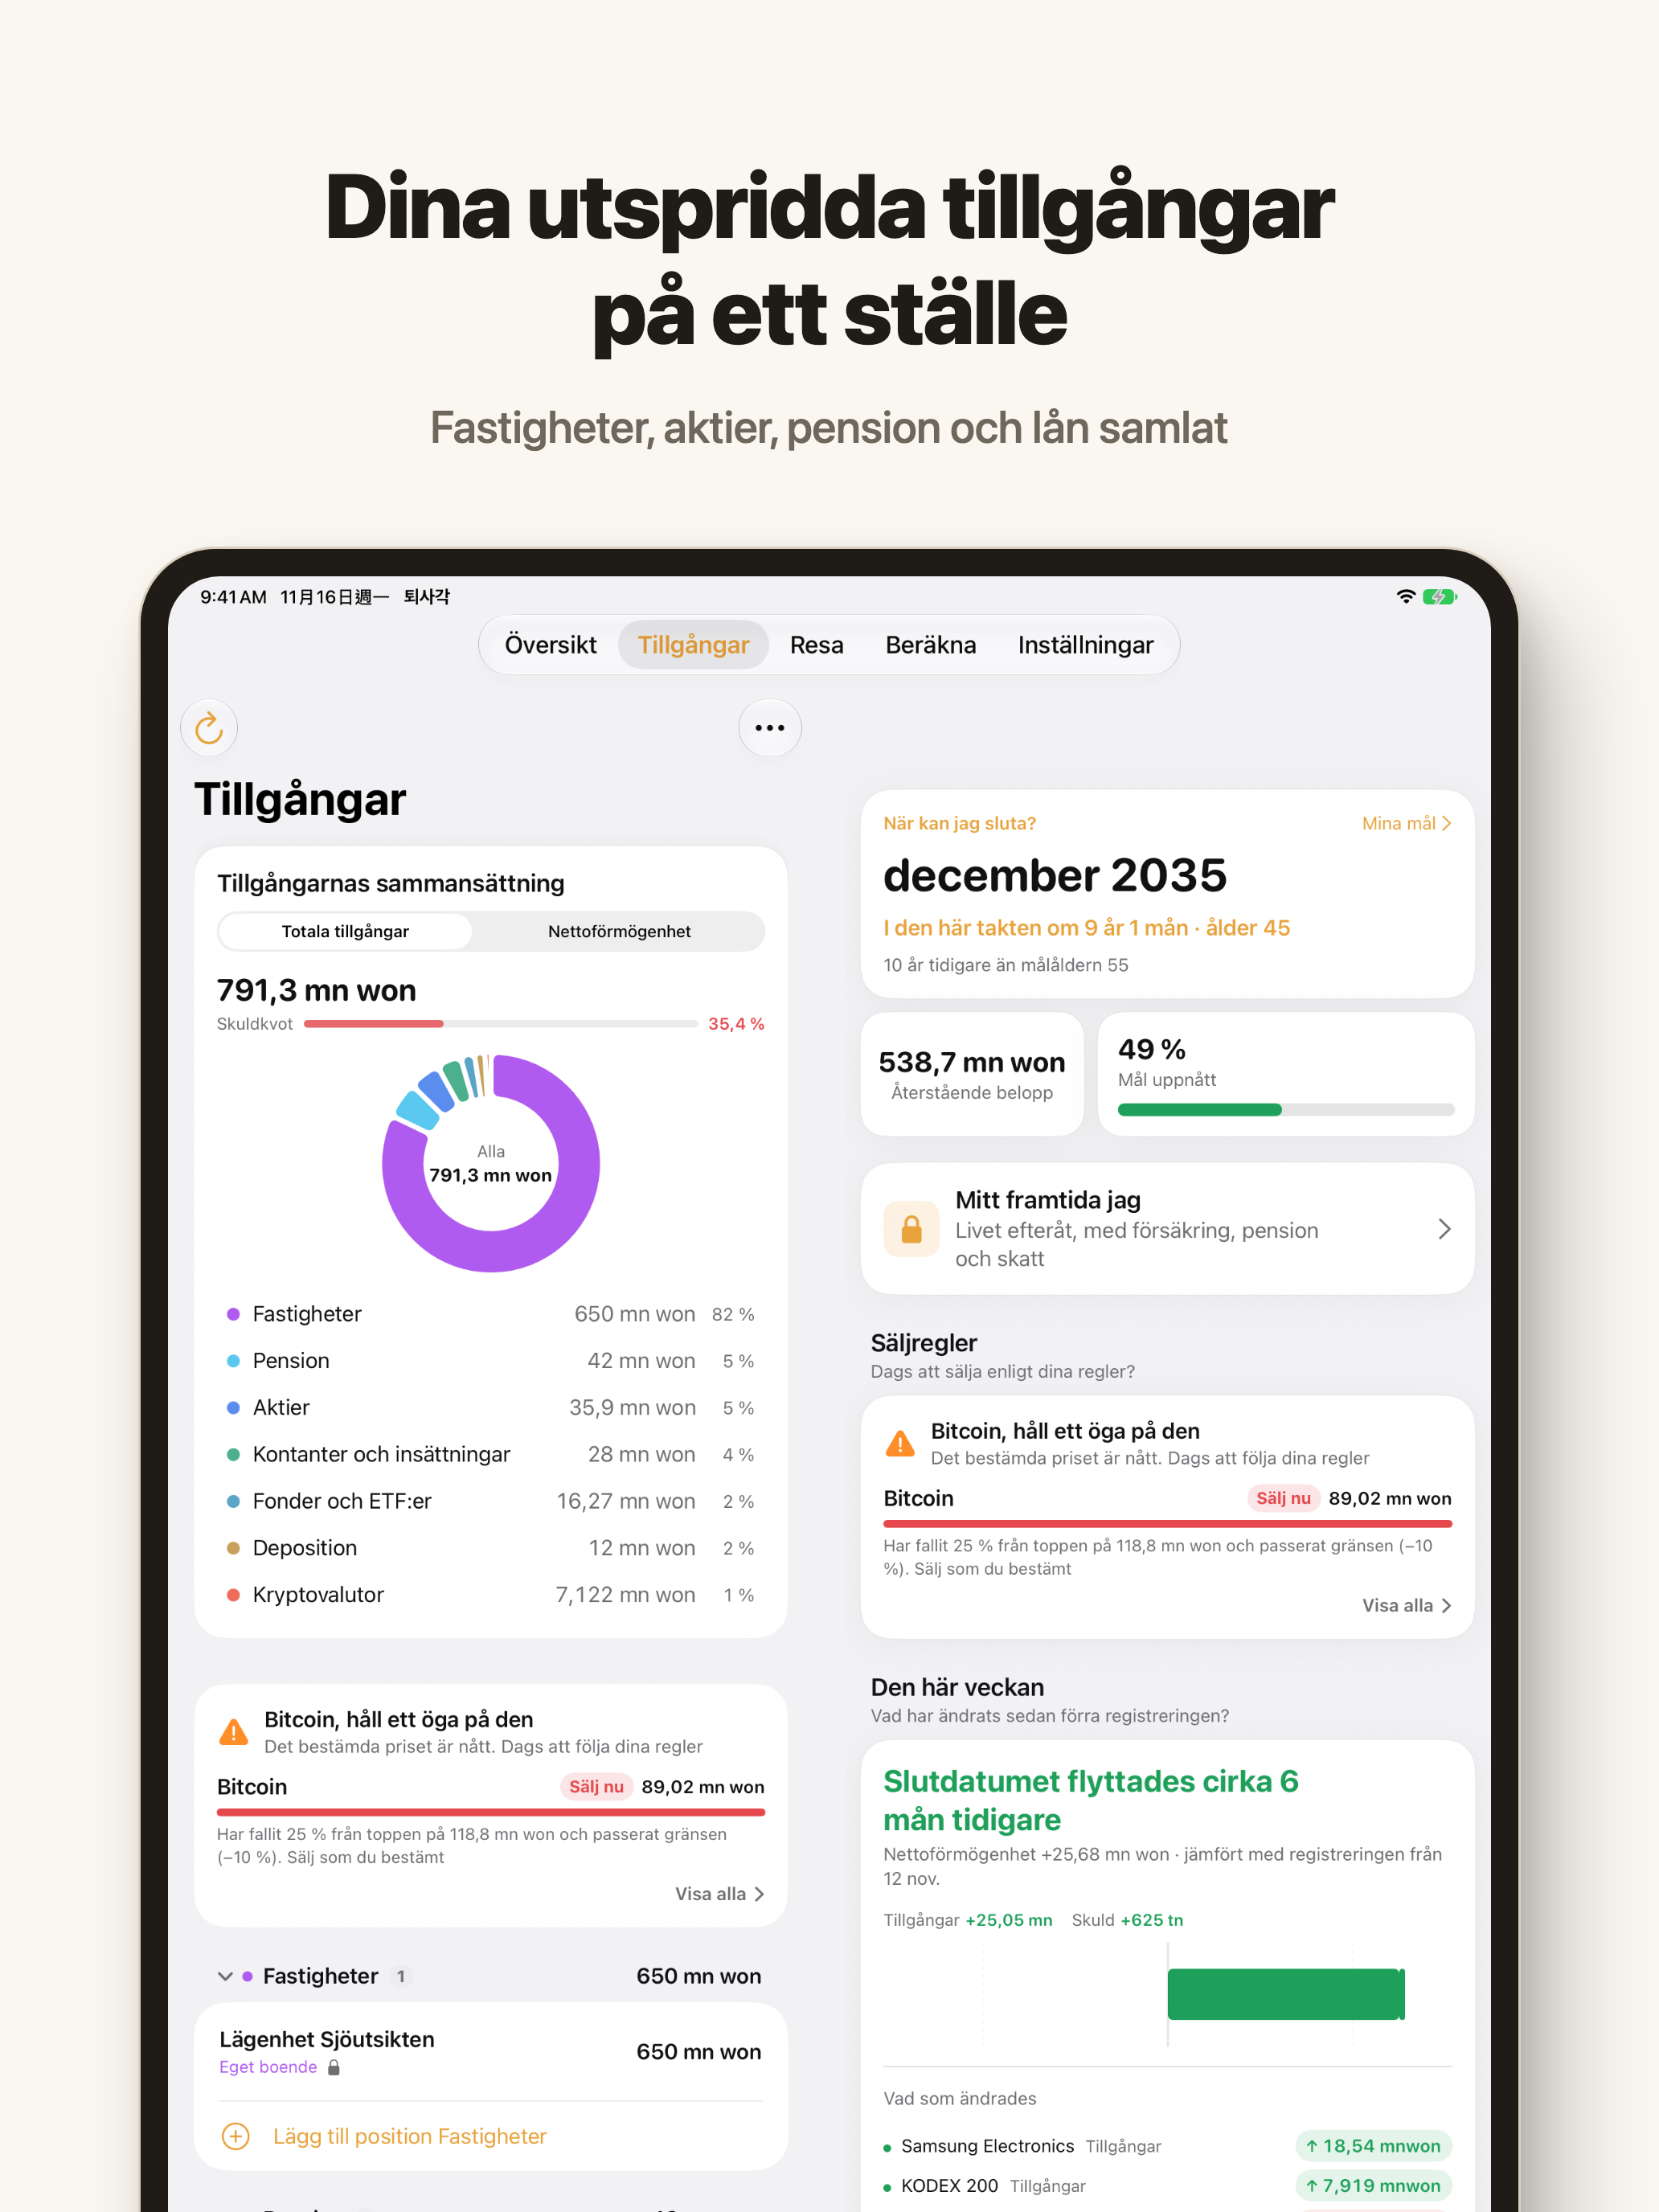 Dina utspridda tillgångar
på ett ställe
Fastigheter, aktier, pension och lån samlat
9:41 AM 11月16日週一 퇴사각
Översikt Tillgångar Resa Beräkna Inställningar
Tillgångar
Tillgångarnas sammansättning
Totala tillgångar Nettoförmögenhet
791,3 mn won
Skuldkvot 35,4 %
Alla
791,3 mn won
Fastigheter 650 mn won 82 %
Pension 42 mn won 5 %
Aktier 35,9 mn won 5 %
Kontanter och insättningar 28 mn won 4 %
Fonder och ETF:er 16,27 mn won 2 %
Deposition 12 mn won 2 %
Kryptovalutor 7,122 mn won 1 %
Bitcoin, håll ett öga på den
Det bestämda priset är nått. Dags att följa dina regler
Bitcoin Sälj nu 89,02 mn won
Har fallit 25 % från toppen på 118,8 mn won och passerat gränsen
(−10 %). Sälj som du bestämt
Visa alla
Fastigheter 1 650 mn won
Lägenhet Sjöutsikten 650 mn won
Eget boende
Lägg till position Fastigheter
När kan jag sluta? Mina mål
december 2035
I den här takten om 9 år 1 mån · ålder 45
10 år tidigare än målåldern 55
538,7 mn won
Återstående belopp
49 %
Mål uppnått
Mitt framtida jag
Livet efteråt, med försäkring, pension
och skatt
Säljregler
Dags att sälja enligt dina regler?
Bitcoin, håll ett öga på den
Det bestämda priset är nått. Dags att följa dina regler
Bitcoin Sälj nu 89,02 mn won
Har fallit 25 % från toppen på 118,8 mn won och passerat gränsen (−10
%). Sälj som du bestämt
Visa alla
Den här veckan
Vad har ändrats sedan förra registreringen?
Slutdatumet flyttades cirka 6
mån tidigare
Nettoförmögenhet +25,68 mn won · jämfört med registreringen från
12 nov.
Tillgångar +25,05 mn Skuld +625 tn
Vad som ändrades
Samsung Electronics Tillgångar ↑ 18,54 mnwon
KODEX 200 Tillgångar ↑ 7,919 mnwon